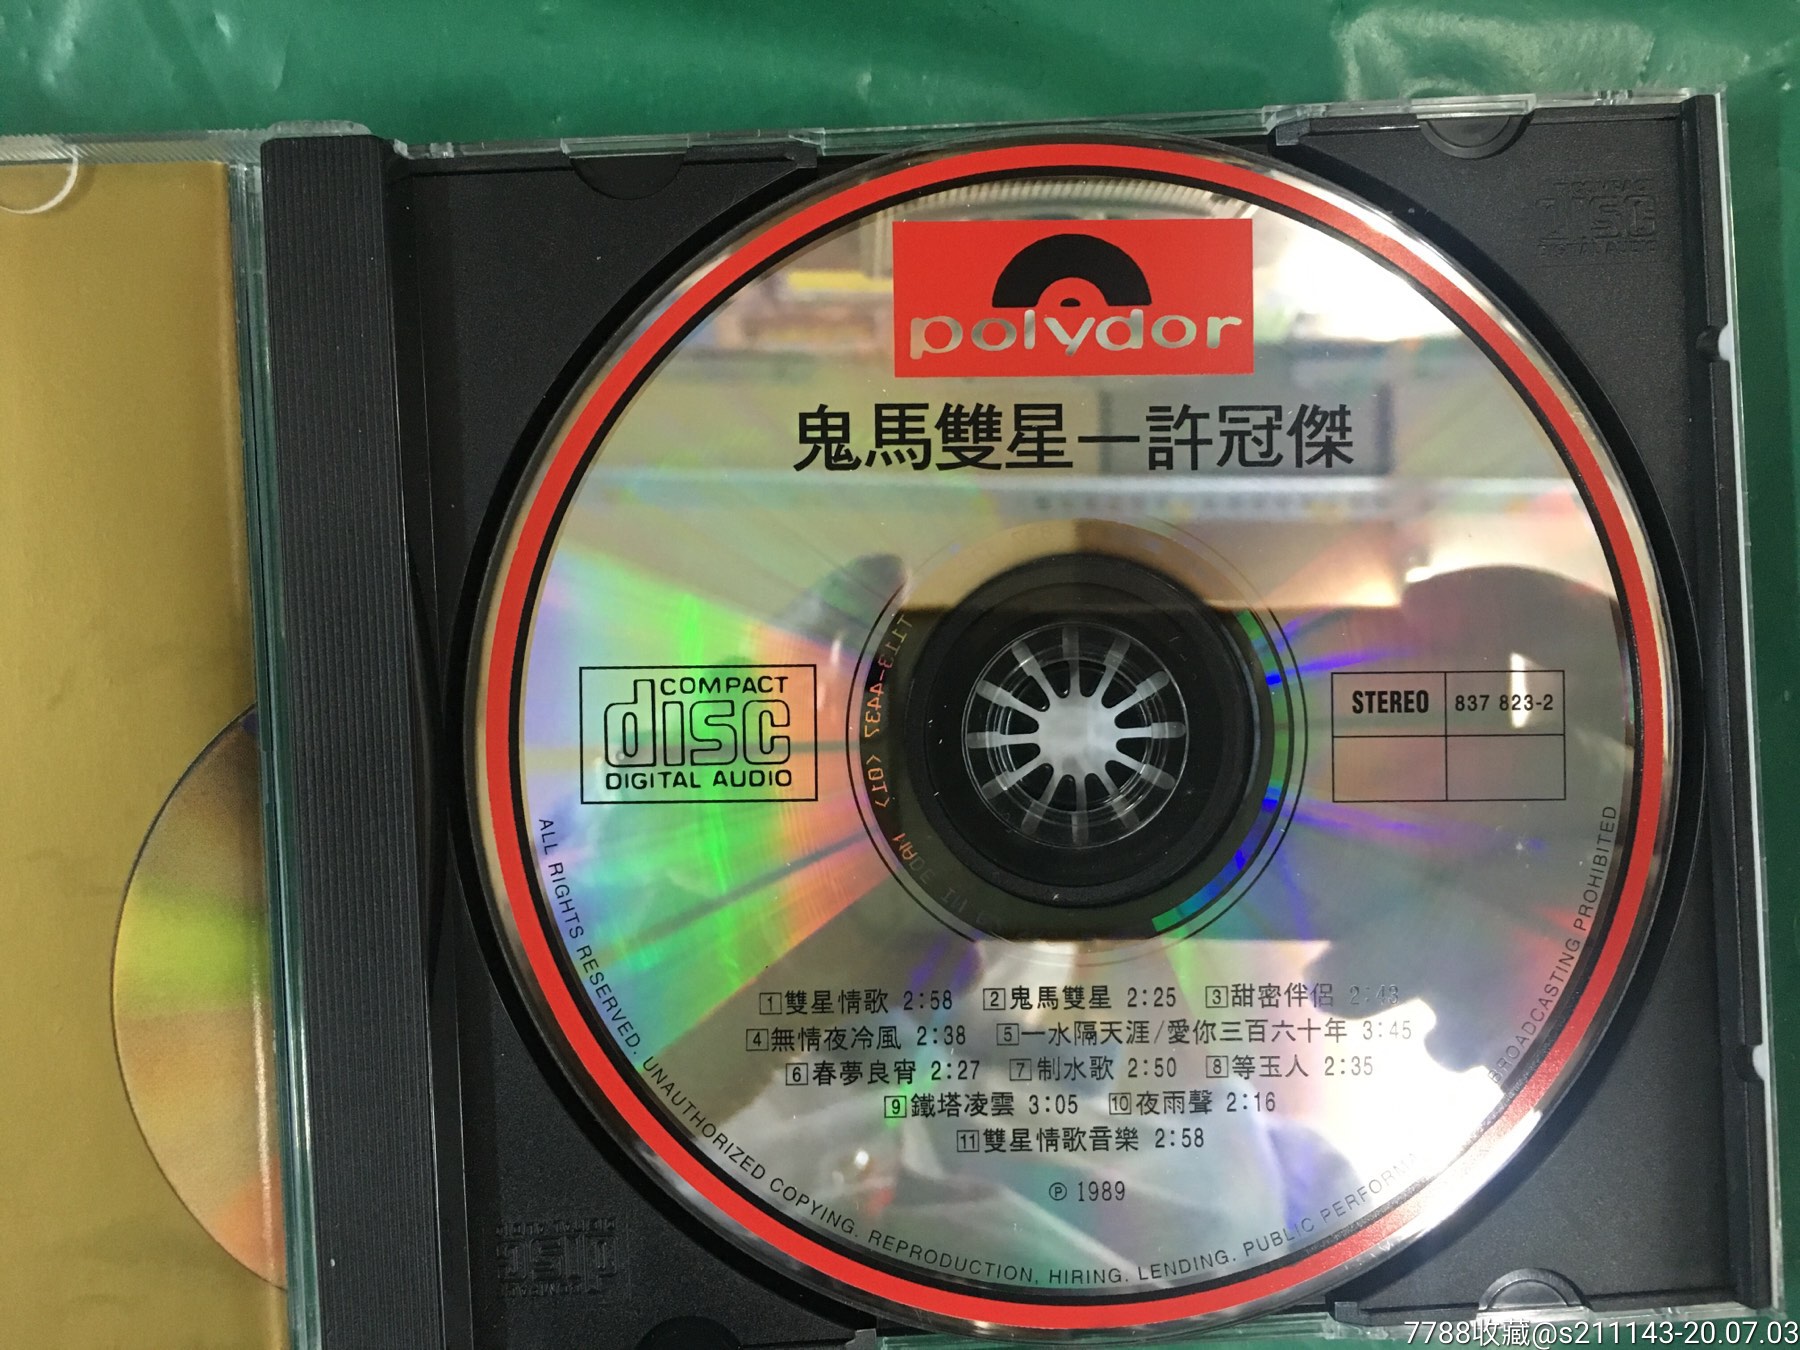 polydor
鬼馬雙星—許冠傑
COMPACT
disc
DIGITAL AUDIO
STEREO 837 823-2
1 雙星情歌 2:58 2 鬼馬雙星 2:25 3 甜密伴侶 2:43
4 無情夜冷風 2:38 5 一水隔天涯/愛你三百六十年 3:45
6 春夢良宵 2:27 7 制水歌 2:50 8 等玉人 2:35
9 鐵塔凌雲 3:05 10 夜雨聲 2:16
11 雙星情歌音樂 2:58
℗ 1989
ALL RIGHTS RESERVED. UNAUTHORIZED COPYING. REPRODUCTION, HIRING. LENDING. PUBLIC PERFORMA BROADCASTING PROHIBITED
7788收藏@s211143-20.07.03